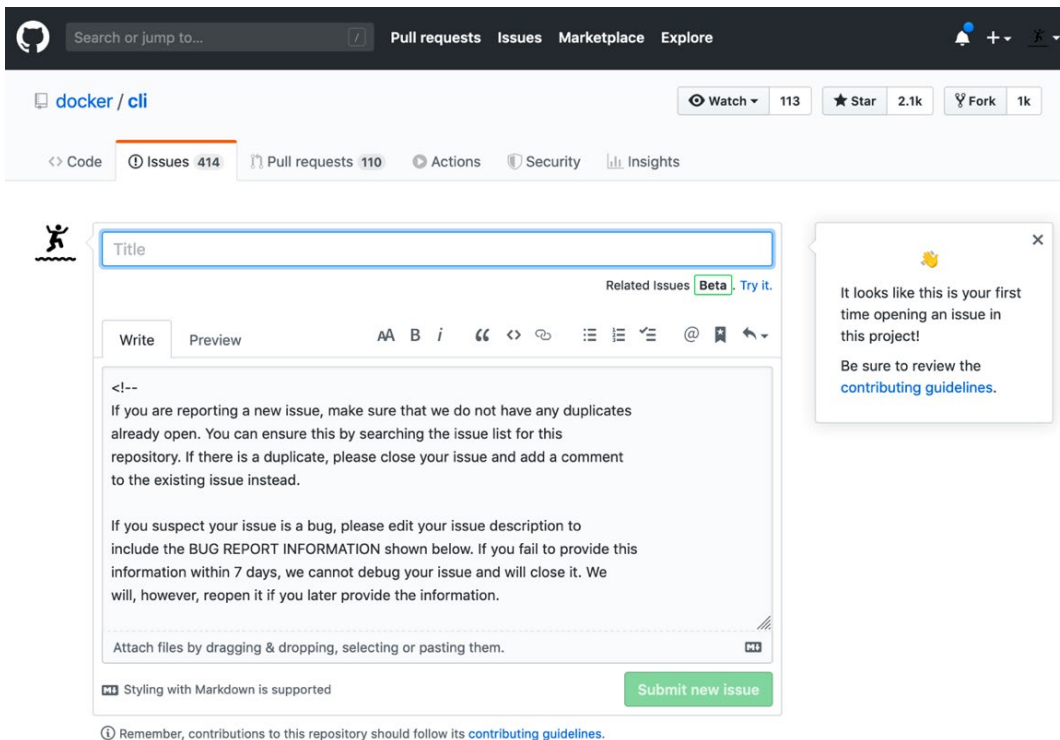 Search or jump to... /
Pull requests Issues Marketplace Explore
docker / cli
Watch 113 Star 2.1k Fork 1k
Code Issues 414 Pull requests 110 Actions Security Insights
Title
Related Issues Beta. Try it.
Write Preview
AA B i
<!--
If you are reporting a new issue, make sure that we do not have any duplicates
already open. You can ensure this by searching the issue list for this
repository. If there is a duplicate, please close your issue and add a comment
to the existing issue instead.
If you suspect your issue is a bug, please edit your issue description to
include the BUG REPORT INFORMATION shown below. If you fail to provide this
information within 7 days, we cannot debug your issue and will close it. We
will, however, reopen it if you later provide the information.
Attach files by dragging & dropping, selecting or pasting them.
Styling with Markdown is supported
Submit new issue
Remember, contributions to this repository should follow its contributing guidelines.
It looks like this is your first
time opening an issue in
this project!
Be sure to review the
contributing guidelines.